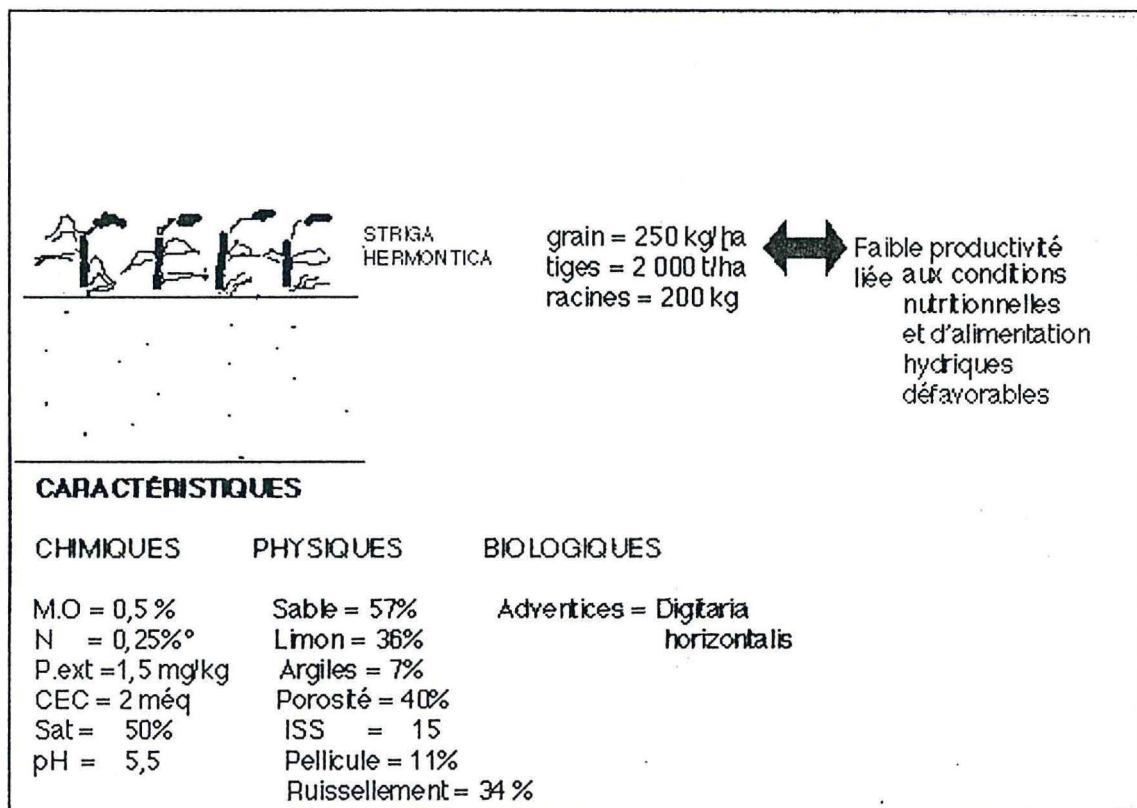 STRIGA
HERMONTICA
grain = 250 kg/ha
tiges = 2 000 t/ha
racines = 200 kg
Faible productivité
liée aux conditions
nutritionnelles
et d'alimentation
hydriques
défavorables
CARACTÉRISTIQUES
CHIMIQUES PHYSIQUES BIOLOGIQUES
M.O = 0,5 % Sable = 57% Adventices = Digitaria
N = 0,25%° Limon = 36% horizontalis
P.ext =1,5 mg/kg Argiles = 7%
CEC = 2 méq Porosité = 40%
Sat = 50% ISS = 15
pH = 5,5 Pellicule = 11%
Ruissellement = 34 %